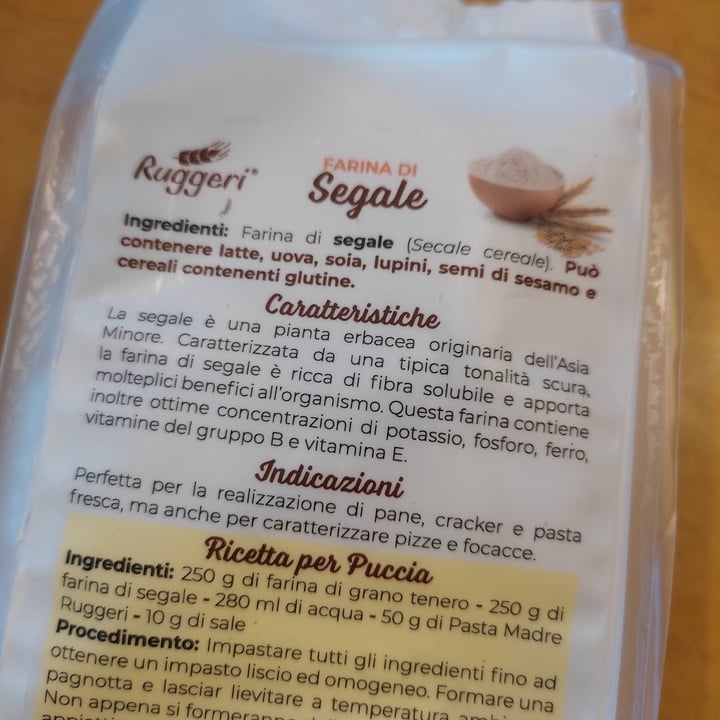 Ruggeri®
FARINA DI
Segale
Ingredienti: Farina di segale (Secale cereale). Può
contenere latte, uova, soia, lupini, semi di sesamo e
cereali contenenti glutine.
Caratteristiche
La segale è una pianta erbacea originaria dell'Asia
Minore. Caratterizzata da una tipica tonalità scura,
la farina di segale è ricca di fibra solubile e apporta
molteplici benefici all'organismo. Questa farina contiene
inoltre ottime concentrazioni di potassio, fosforo, ferro,
vitamine del gruppo B e vitamina E.
Indicazioni
Perfetta per la realizzazione di pane, cracker e pasta
fresca, ma anche per caratterizzare pizze e focacce.
Ricetta per Puccia
Ingredienti: 250 g di farina di grano tenero - 250 g di
farina di segale - 280 ml di acqua - 50 g di Pasta Madre
Ruggeri - 10 g di sale
Procedimento: Impastare tutti gli ingredienti fino ad
ottenere un impasto liscio ed omogeneo. Formare una
pagnotta e lasciar lievitare a temperatura
Non appena si formeranno